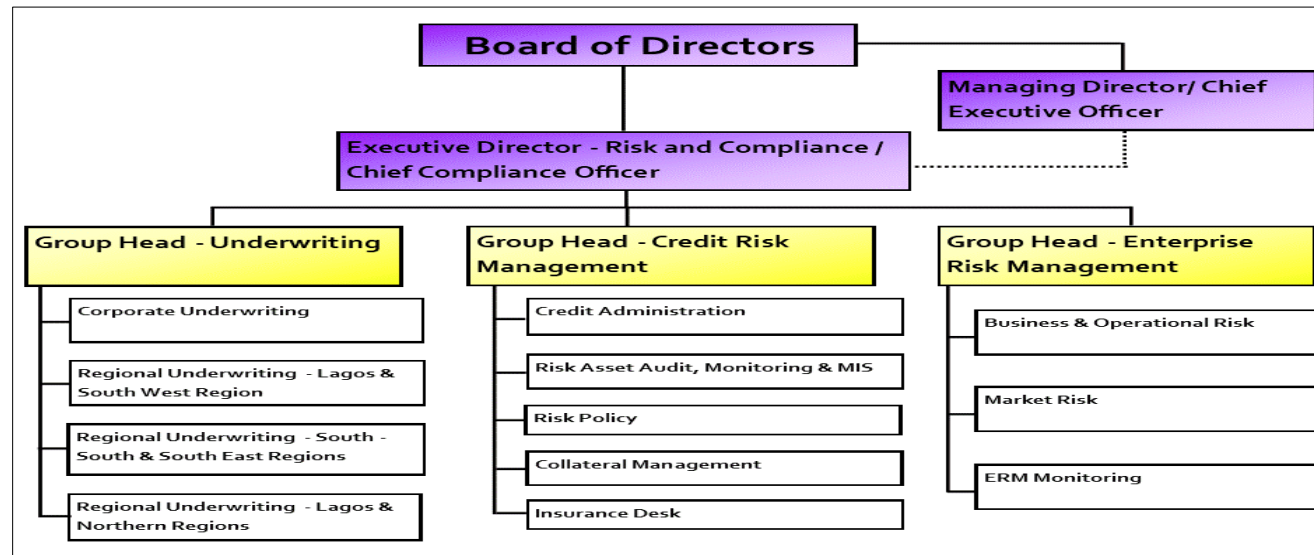 Board of Directors
Managing Director/ Chief
Executive Officer
Executive Director - Risk and Compliance /
Chief Compliance Officer
Group Head - Underwriting
Corporate Underwriting
Regional Underwriting - Lagos &
South West Region
Regional Underwriting - South -
South & South East Regions
Regional Underwriting - Lagos &
Northern Regions
Group Head - Credit Risk
Management
Credit Administration
Risk Asset Audit, Monitoring & MIS
Risk Policy
Collateral Management
Insurance Desk
Group Head - Enterprise
Risk Management
Business & Operational Risk
Market Risk
ERM Monitoring